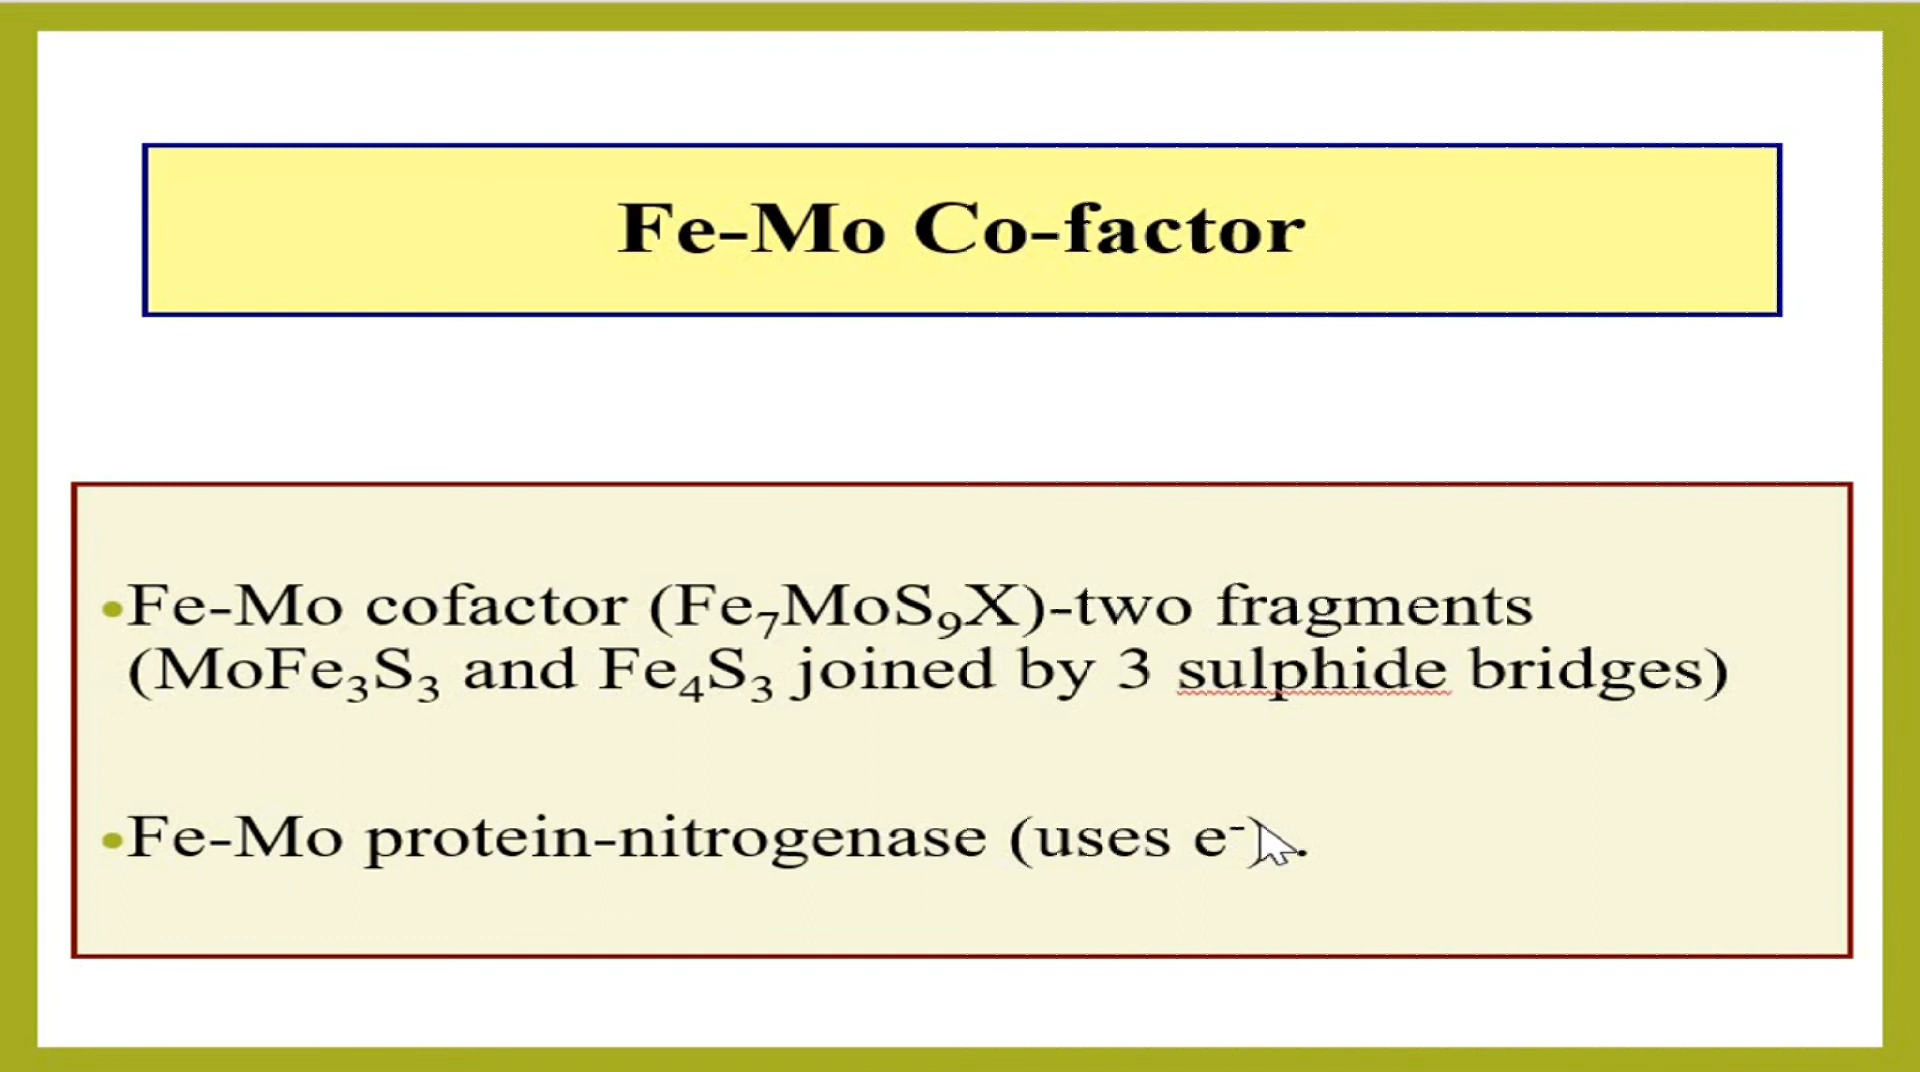 Fe-Mo Co-factor
•Fe-Mo cofactor (Fe₇MoS₉X)-two fragments
(MoFe₃S₃ and Fe₄S₃ joined by 3 sulphide bridges)
•Fe-Mo protein-nitrogenase (uses e⁻).